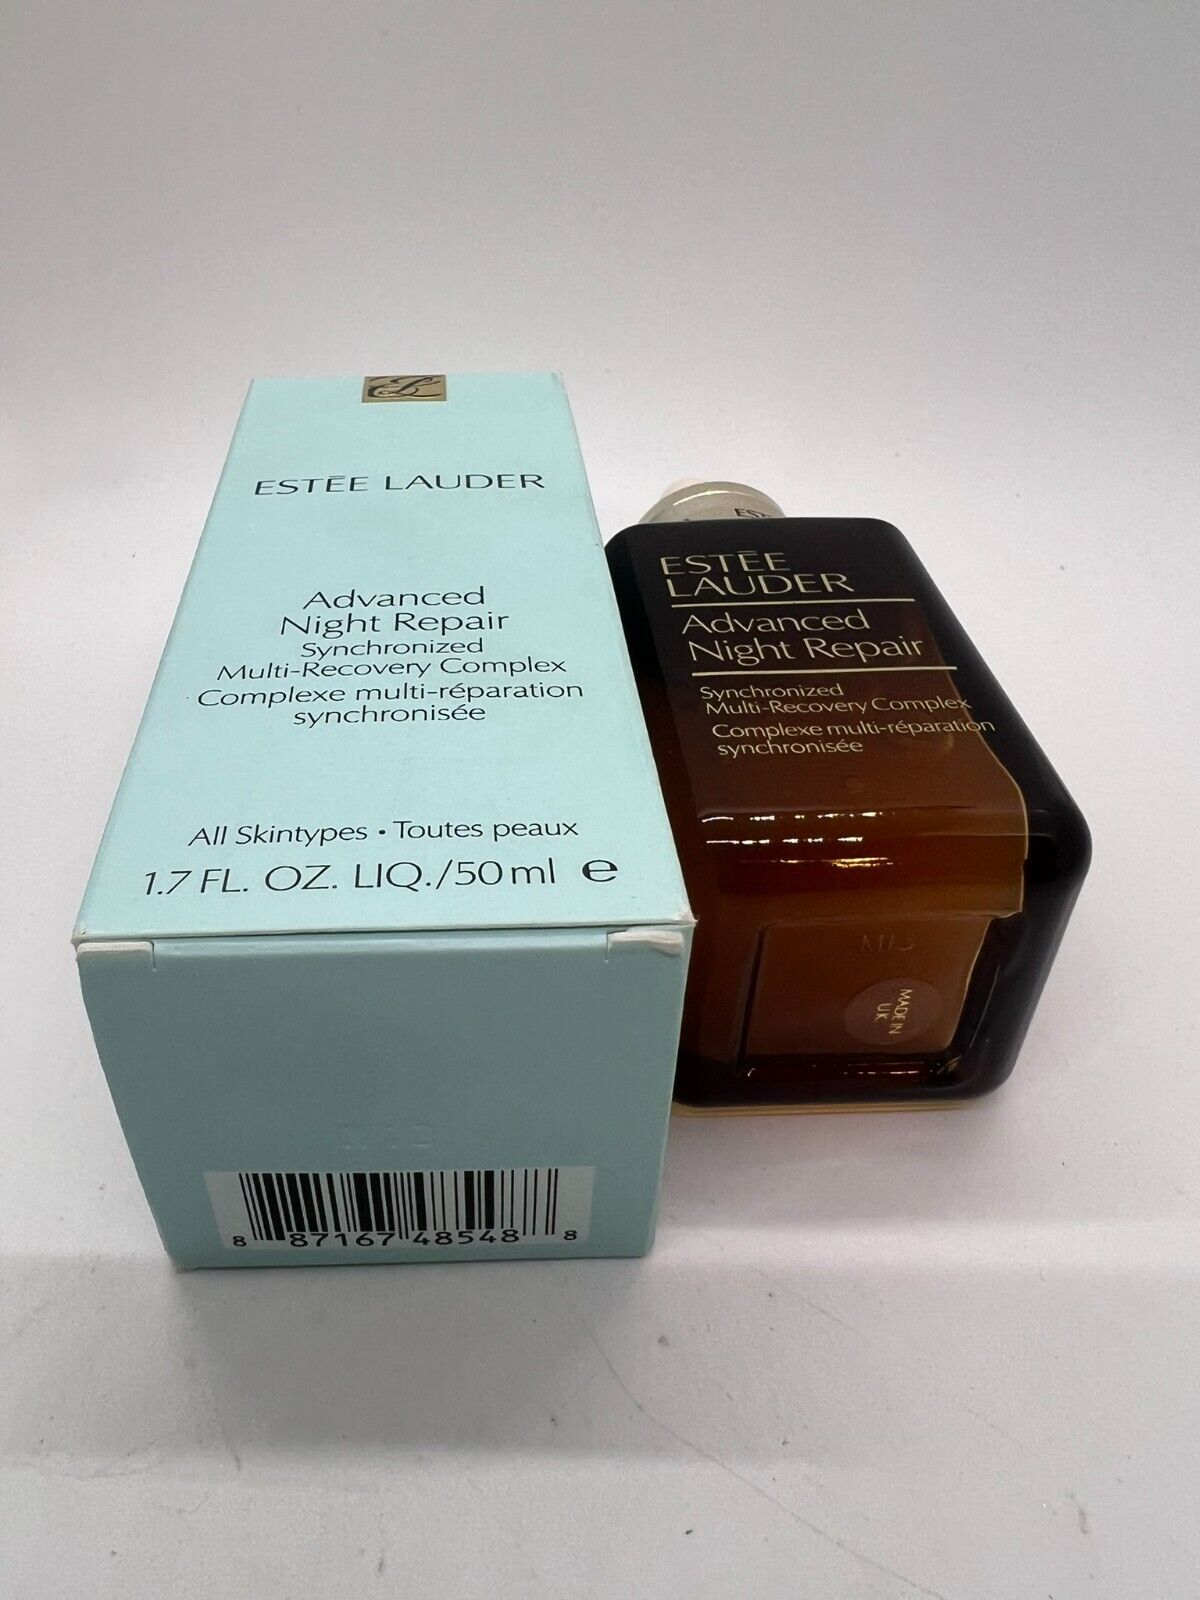 ESTĒE LAUDER
Advanced
Night Repair
Synchronized
Multi-Recovery Complex
Complexe multi-réparation
synchronisée
All Skintypes • Toutes peaux
1.7 FL. OZ. LIQ./50 ml ℮
8 87167 48548 8
ESTĒE
LAUDER
Advanced
Night Repair
Synchronized
Multi-Recovery Complex
Complexe multi-réparation
synchronisée
MADE IN
U.K.